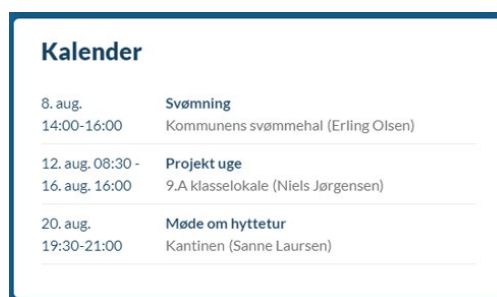 Kalender
8. aug. Svømning
14:00-16:00 Kommunens svømmehal (Erling Olsen)
12. aug. 08:30 - Projekt uge
16. aug. 16:00 9.A klasselokale (Niels Jørgensen)
20. aug. Møde om hyttetur
19:30-21:00 Kantinen (Sanne Laursen)